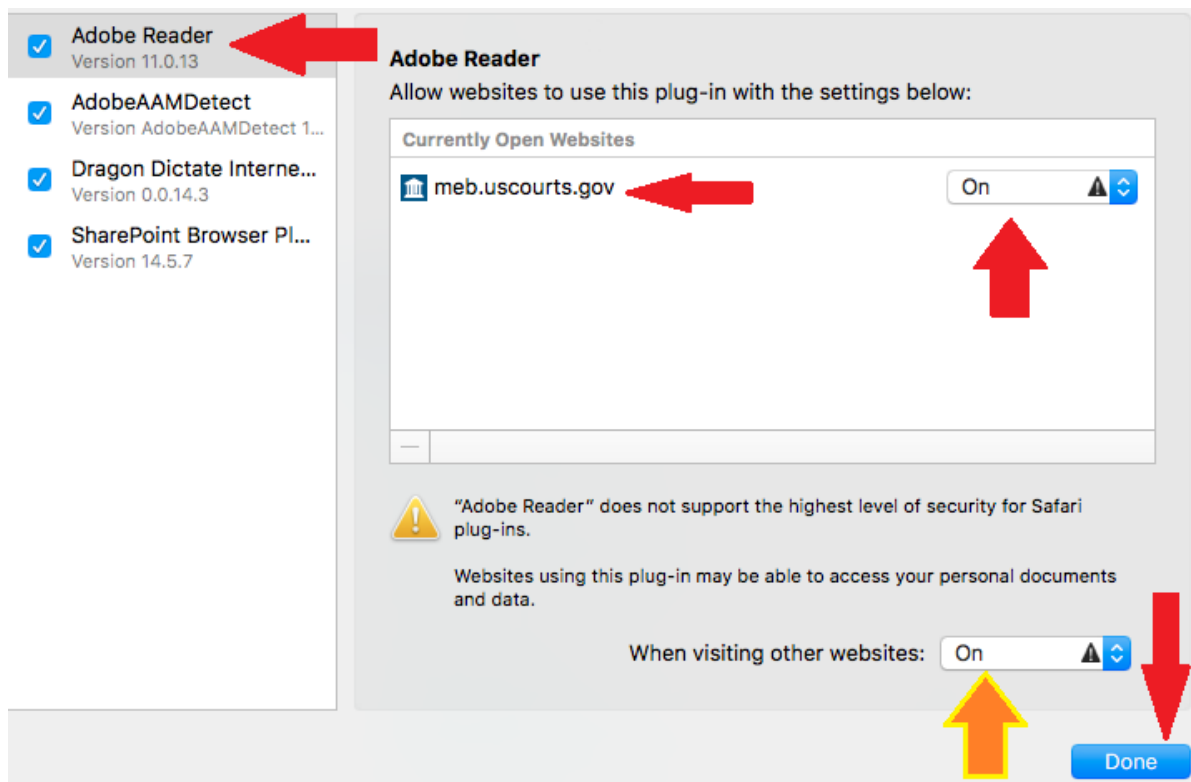 Adobe Reader
Version 11.0.13
AdobeAAMDetect
Version AdobeAAMDetect 1...
Dragon Dictate Interne...
Version 0.0.14.3
SharePoint Browser Pl...
Version 14.5.7
Adobe Reader
Allow websites to use this plug-in with the settings below:
Currently Open Websites
meb.uscourts.gov On
“Adobe Reader” does not support the highest level of security for Safari
plug-ins.
Websites using this plug-in may be able to access your personal documents
and data.
When visiting other websites: On
Done